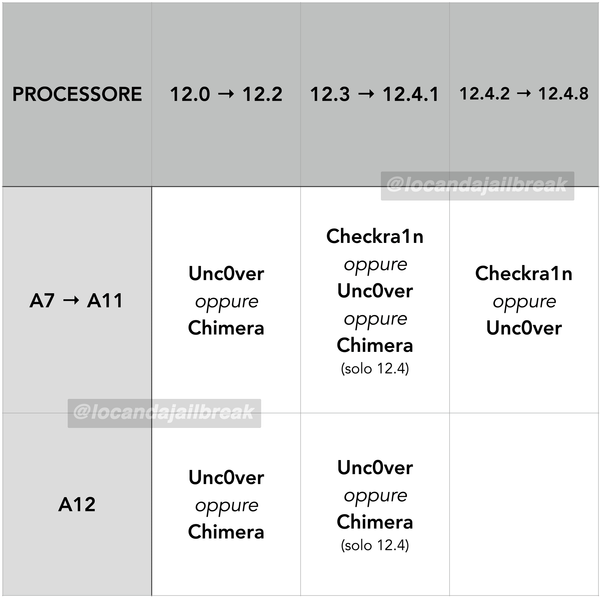 PROCESSORE 12.0 → 12.2 12.3 → 12.4.1 12.4.2 → 12.4.8
@locandajailbreak
A7 → A11
Unc0ver
oppure
Chimera
Checkra1n
oppure
Unc0ver
oppure
Chimera
(solo 12.4)
Checkra1n
oppure
Unc0ver
@locandajailbreak
A12
Unc0ver
oppure
Chimera
Unc0ver
oppure
Chimera
(solo 12.4)